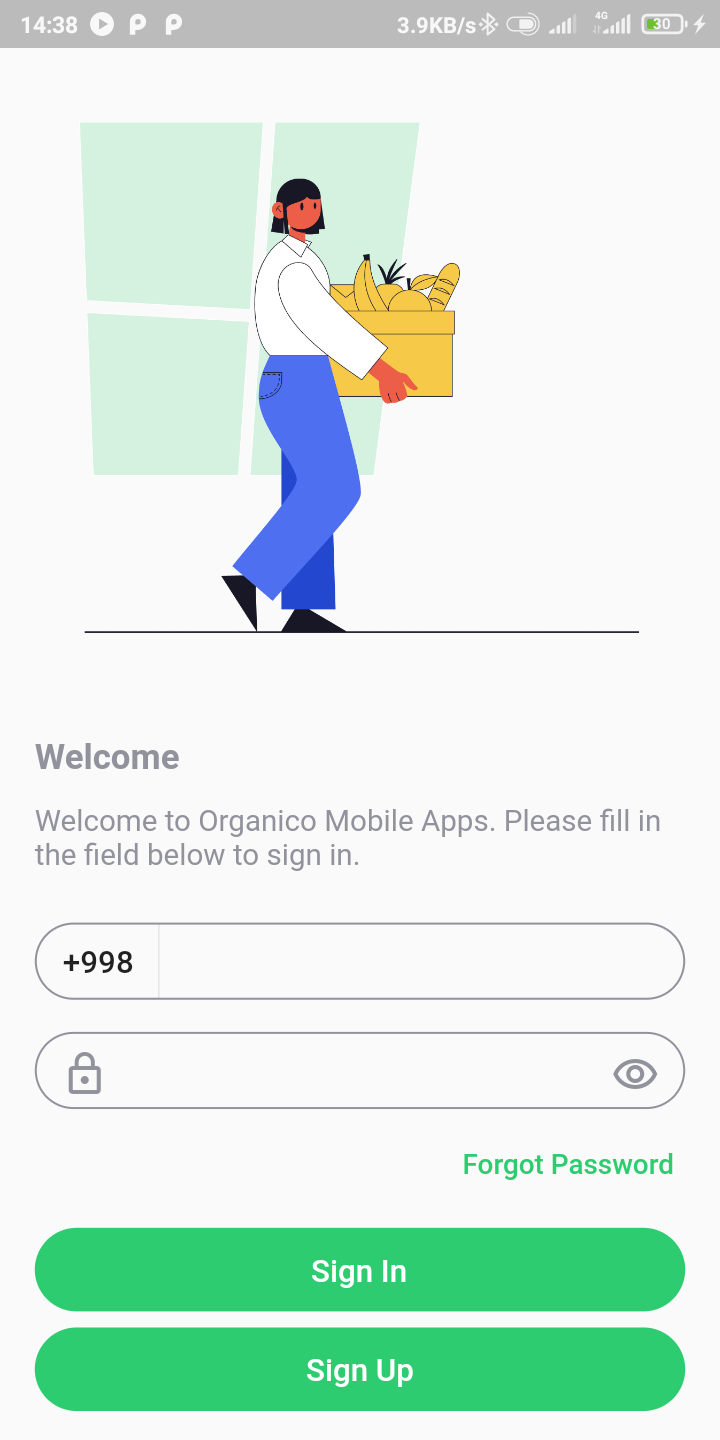 14:38 3.9KB/s 4G 30
Welcome
Welcome to Organico Mobile Apps. Please fill in
the field below to sign in.
+998
Forgot Password
Sign In
Sign Up